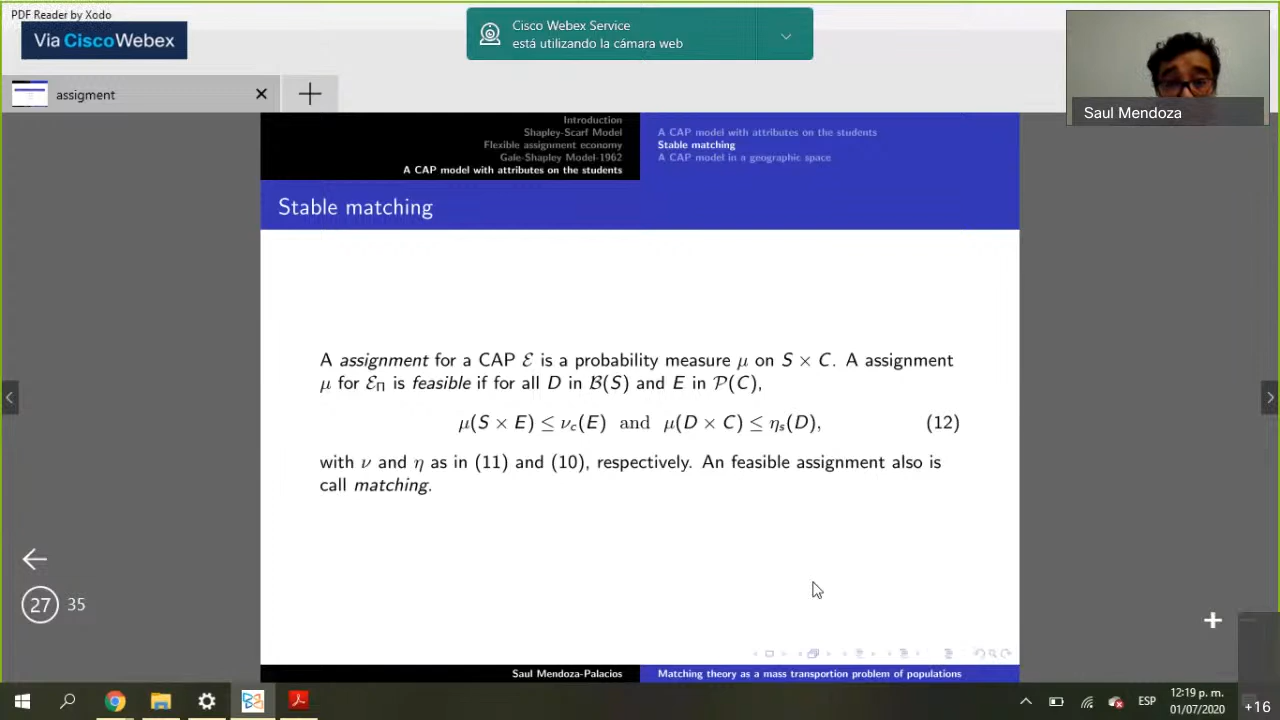 PDF Reader by Xodo
Via CiscoWebex
Cisco Webex Service
está utilizando la cámara web
Saul Mendoza
assigment
Introduction
Shapley-Scarf Model
Flexible assignment economy
Gale-Shapley Model-1962
A CAP model with attributes on the students
A CAP model with attributes on the students
Stable matching
A CAP model in a geographic space
Stable matching
A assignment for a CAP ℰ is a probability measure μ on S × C. A assignment
μ for ℰ_Π is feasible if for all D in ℬ(S) and E in 𝒫(C),
μ(S × E) ≤ ν_c(E) and μ(D × C) ≤ η_s(D), (12)
with ν and η as in (11) and (10), respectively. An feasible assignment also is
call matching.
27 35
Saul Mendoza-Palacios
Matching theory as a mass transportion problem of populations
ESP
12:19 p. m.
01/07/2020
+16